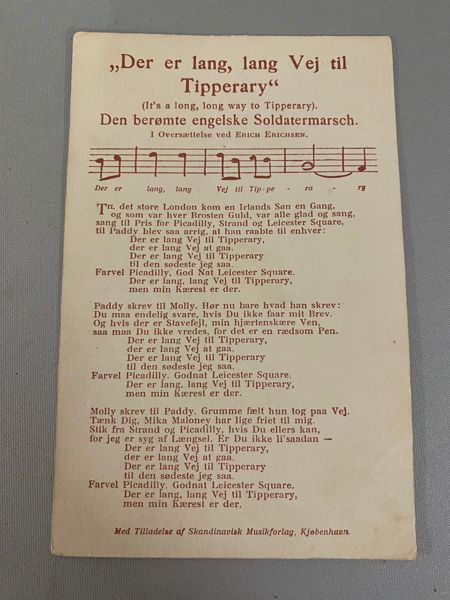 „Der er lang, lang Vej til
Tipperary“
(It's a long, long way to Tipperary).
Den berømte engelske Soldatermarsch.
I Oversættelse ved ERICH ERICHSEN.
Der er lang, lang Vej til Tip-pe - ra - ry
TIL det store London kom en Irlands Søn en Gang,
og som var hver Brosten Guld, var alle glad og sang,
sang til Pris for Picadilly, Strand og Leicester Square,
til Paddy blev saa arrig, at han raabte til enhver:
Der er lang Vej til Tipperary,
der er lang Vej at gaa.
Der er lang Vej til Tipperary
til den sødeste jeg saa.
Farvel Picadilly, God Nat Leicester Square.
Der er lang, lang Vej til Tipperary,
men min Kærest er der.
Paddy skrev til Molly. Hør nu bare hvad han skrev:
Du maa endelig svare, hvis Du ikke faar mit Brev.
Og hvis der er Stavefejl, min hjærtenskære Ven,
saa maa Du ikke vredes, for det er en rædsom Pen.
Der er lang Vej til Tipperary,
der er lang Vej at gaa.
Der er lang Vej til Tipperary
til den sødeste jeg saa.
Farvel Picadilly. Godnat Leicester Square.
Der er lang, lang Vej til Tipperary,
men min Kærest er der.
Molly skrev til Paddy. Grumme fælt hun tog paa Vej.
Tænk Dig, Mika Maloney har lige friet til mig.
Stik fra Strand og Picadilly, hvis Du ellers kan,
for jeg er syg af Længsel. Er Du ikke li'saadan —
Der er lang Vej til Tipperary,
der er lang Vej at gaa.
Der er lang Vej til Tipperary
til den sødeste jeg saa.
Farvel Picadilly. Godnat Leicester Square.
Der er lang, lang Vej til Tipperary,
men min Kærest er der.
Med Tilladelse af Skandinavisk Musikforlag, Kjøbenhavn.